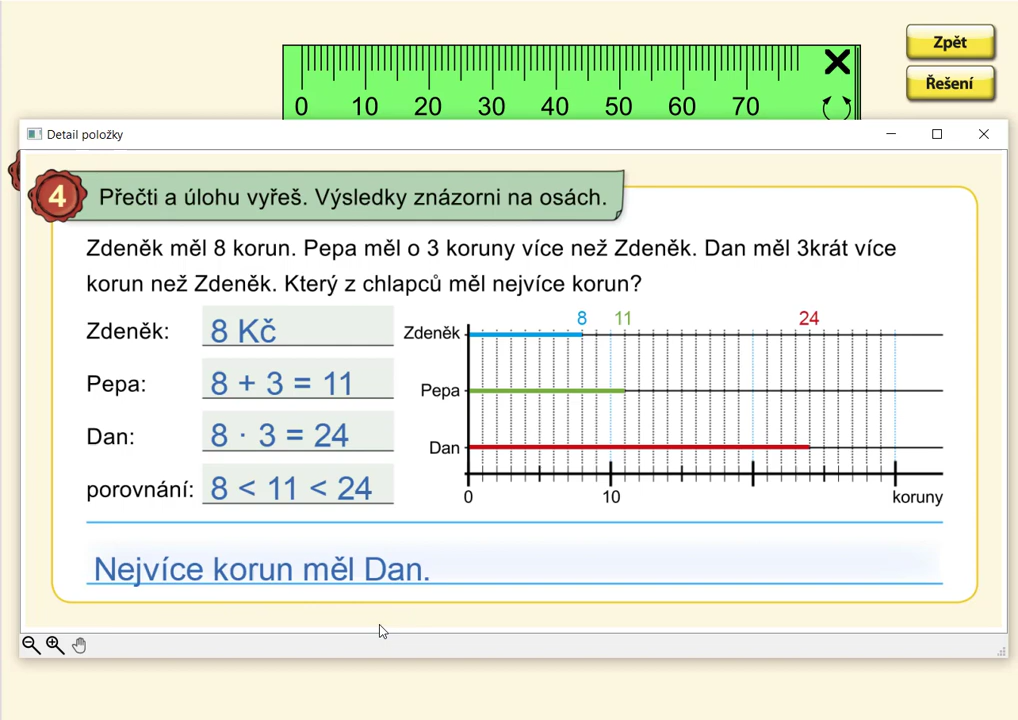 Zpět
Řešení
0 10 20 30 40 50 60 70
Detail položky
4 Přečti a úlohu vyřeš. Výsledky znázorni na osách.
Zdeněk měl 8 korun. Pepa měl o 3 koruny více než Zdeněk. Dan měl 3krát více
korun než Zdeněk. Který z chlapců měl nejvíce korun?
Zdeněk: 8 Kč
Pepa: 8 + 3 = 11
Dan: 8 · 3 = 24
porovnání: 8 < 11 < 24
8 11 24
Zdeněk
Pepa
Dan
0 10 koruny
Nejvíce korun měl Dan.